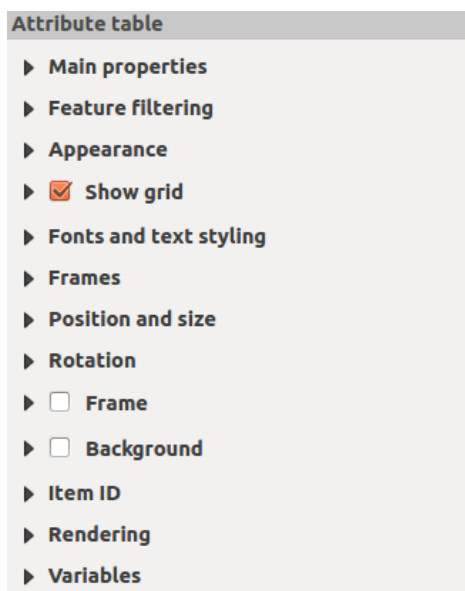 Attribute table
Main properties
Feature filtering
Appearance
Show grid
Fonts and text styling
Frames
Position and size
Rotation
Frame
Background
Item ID
Rendering
Variables